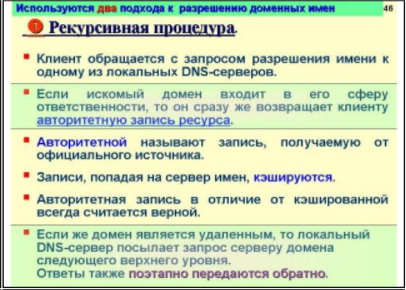 Используются два подхода к разрешению доменных имен
46
1 Рекурсивная процедура.
Клиент обращается с запросом разрешения имени к
одному из локальных DNS-серверов.
Если искомый домен входит в его сферу
ответственности, то он сразу же возвращает клиенту
авторитетную запись ресурса.
Авторитетной называют запись, получаемую от
официального источника.
Записи, попадая на сервер имен, кэшируются.
Авторитетная запись в отличие от кэшированной
всегда считается верной.
Если же домен является удаленным, то локальный
DNS-сервер посылает запрос серверу домена
следующего верхнего уровня.
Ответы также поэтапно передаются обратно.